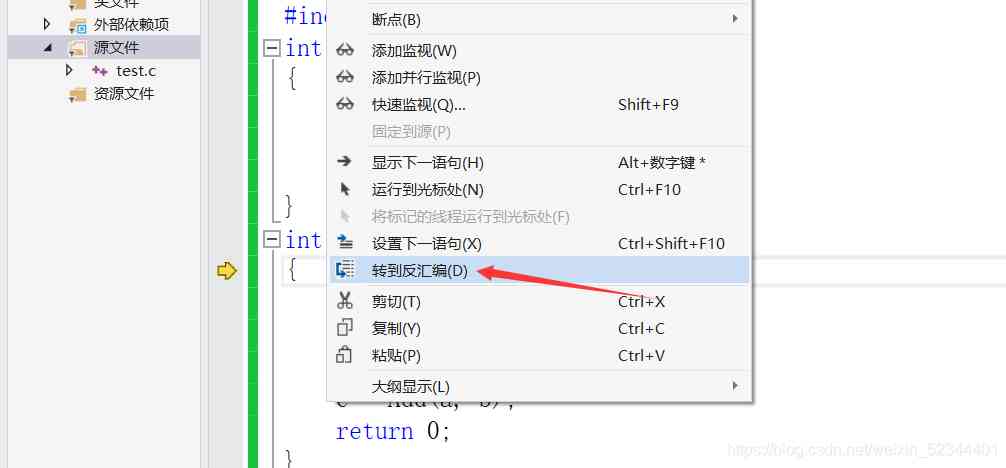 头文件
外部依赖项
源文件
test.c
资源文件
#inc
int
{
}
int
{
断点(B)
添加监视(W)
添加并行监视(P)
快速监视(Q)... Shift+F9
固定到源(P)
显示下一语句(H) Alt+数字键 *
运行到光标处(N) Ctrl+F10
将标记的线程运行到光标处(F)
设置下一语句(X) Ctrl+Shift+F10
转到反汇编(D)
剪切(T) Ctrl+X
复制(Y) Ctrl+C
粘贴(P) Ctrl+V
大纲显示(L)
c = Add(a, b);
return 0;
}
https://blog.csdn.net/weixin_52344401